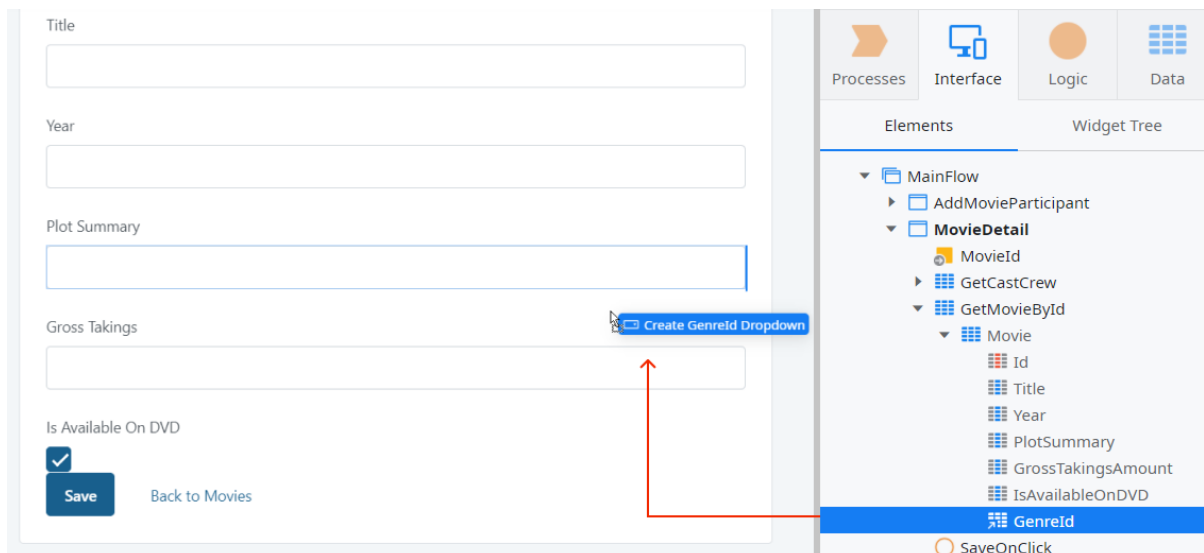 Title
Year
Plot Summary
Create GenreId Dropdown
Gross Takings
Is Available On DVD
Save
Back to Movies
Processes
Interface
Logic
Data
Elements
Widget Tree
MainFlow
AddMovieParticipant
MovieDetail
MovieId
GetCastCrew
GetMovieById
Movie
Id
Title
Year
PlotSummary
GrossTakingsAmount
IsAvailableOnDVD
GenreId
SaveOnClick